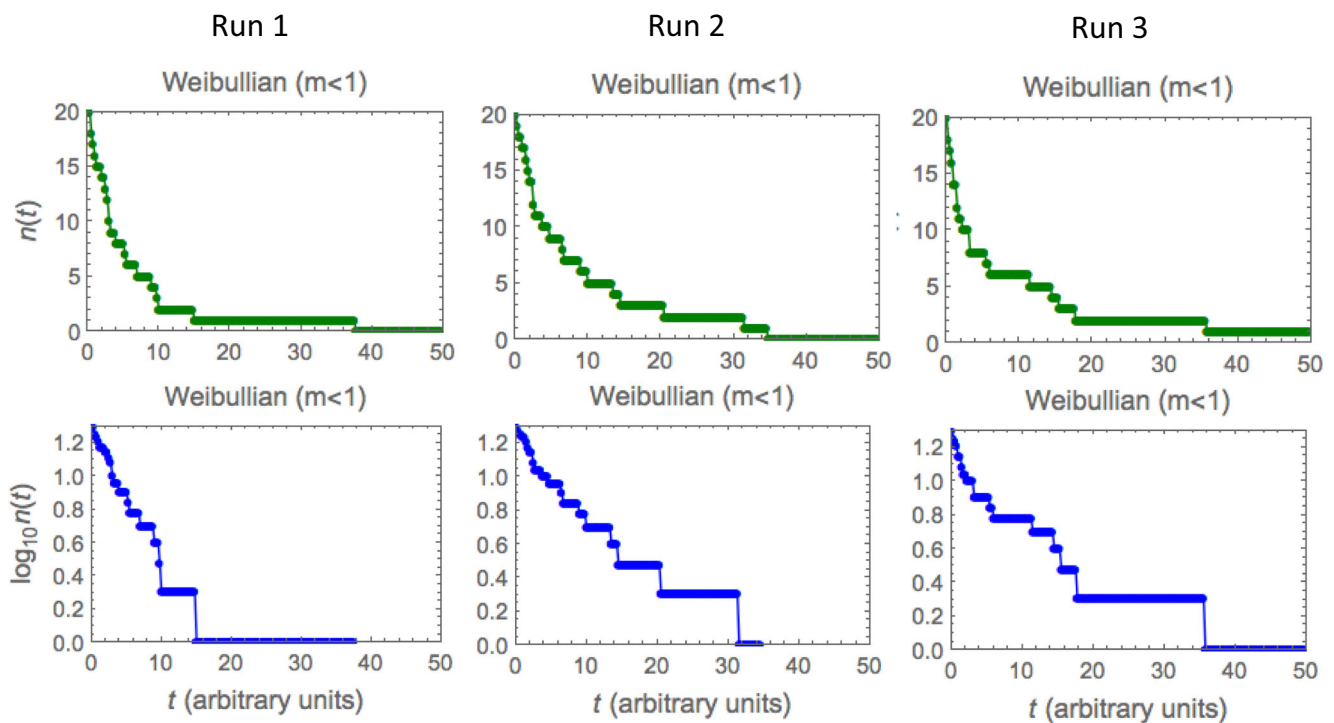 Run 1 Run 2 Run 3
Weibullian (m<1) Weibullian (m<1) Weibullian (m<1)
n(t)
20 20 20
15 15 15
10 10 10
5 5 5
0 0 0
0 10 20 30 40 50 0 10 20 30 40 50 0 10 20 30 40 50
Weibullian (m<1) Weibullian (m<1) Weibullian (m<1)
log₁₀ n(t)
1.2 1.2 1.2
1.0 1.0 1.0
0.8 0.8 0.8
0.6 0.6 0.6
0.4 0.4 0.4
0.2 0.2 0.2
0.0 0.0 0.0
0 10 20 30 40 50 0 10 20 30 40 50 0 10 20 30 40 50
t (arbitrary units) t (arbitrary units) t (arbitrary units)